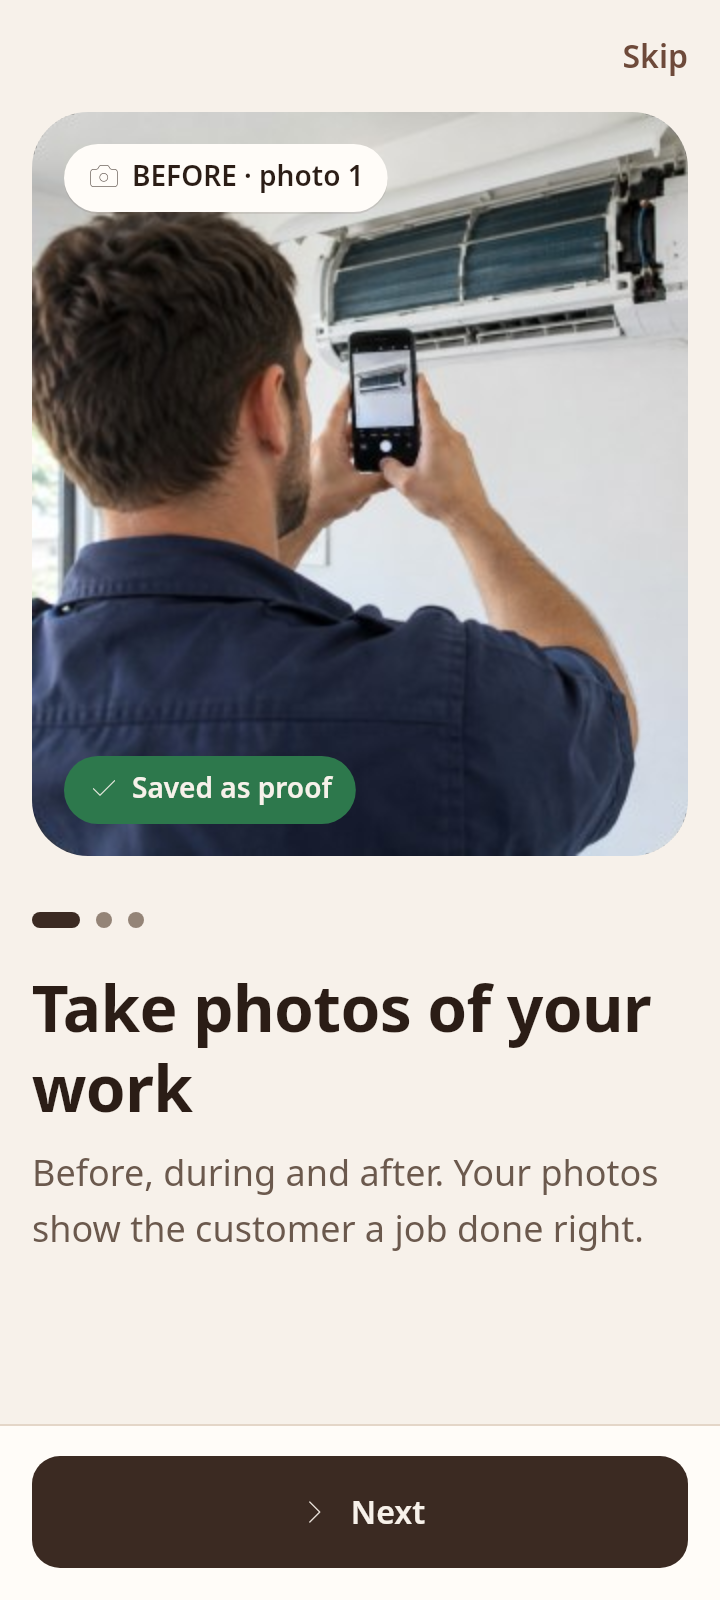 Skip
BEFORE · photo 1
Saved as proof
Take photos of your
work
Before, during and after. Your photos
show the customer a job done right.
Next